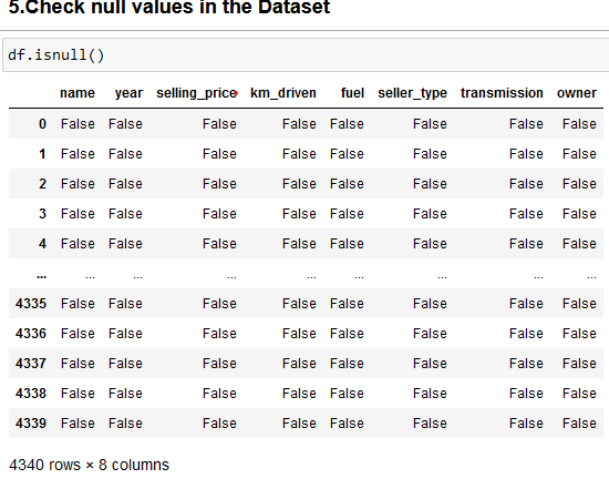 5.Check null values in the Dataset
df.isnull()
name year selling_price km_driven fuel seller_type transmission owner
0 False False False False False False False False
1 False False False False False False False False
2 False False False False False False False False
3 False False False False False False False False
4 False False False False False False False False
... ... ... ... ... ... ... ... ...
4335 False False False False False False False False
4336 False False False False False False False False
4337 False False False False False False False False
4338 False False False False False False False False
4339 False False False False False False False False
4340 rows × 8 columns